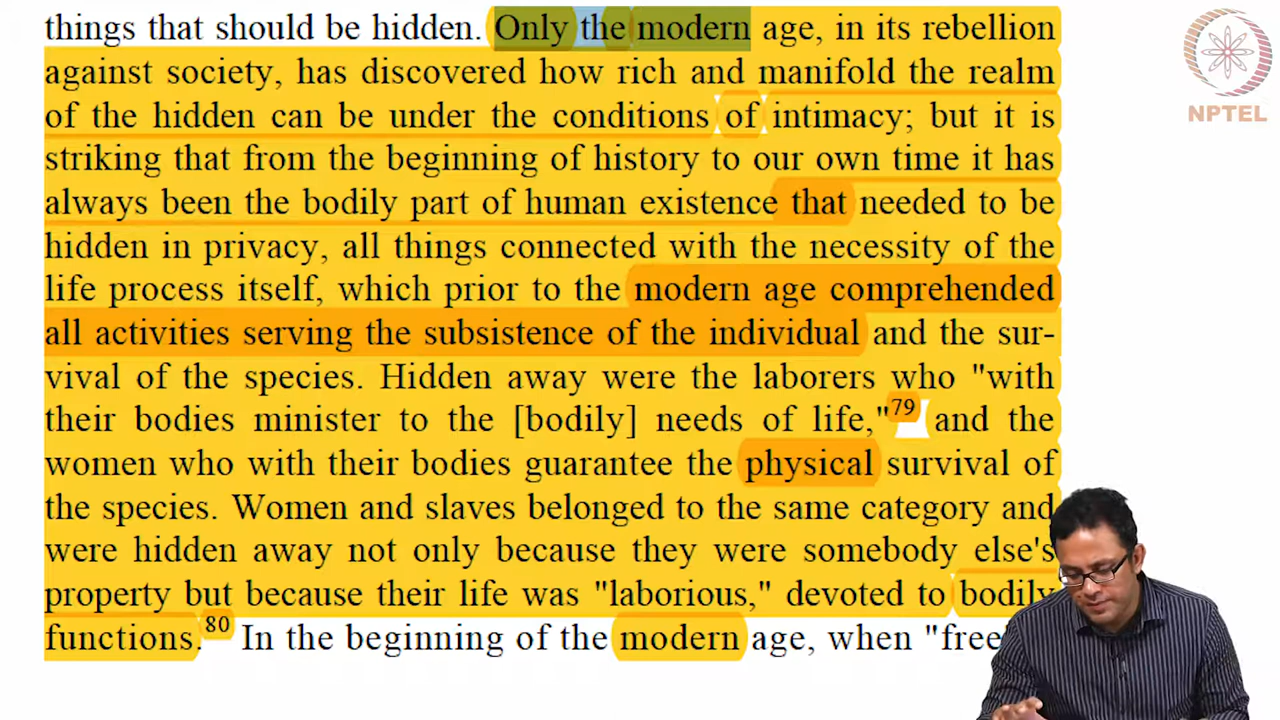 things that should be hidden. Only the modern age, in its rebellion
against society, has discovered how rich and manifold the realm
of the hidden can be under the conditions of intimacy; but it is
striking that from the beginning of history to our own time it has
always been the bodily part of human existence that needed to be
hidden in privacy, all things connected with the necessity of the
life process itself, which prior to the modern age comprehended
all activities serving the subsistence of the individual and the sur-
vival of the species. Hidden away were the laborers who "with
their bodies minister to the [bodily] needs of life,"79 and the
women who with their bodies guarantee the physical survival of
the species. Women and slaves belonged to the same category and
were hidden away not only because they were somebody else's
property but because their life was "laborious," devoted to bodily
functions.80 In the beginning of the modern age, when "free"
NPTEL